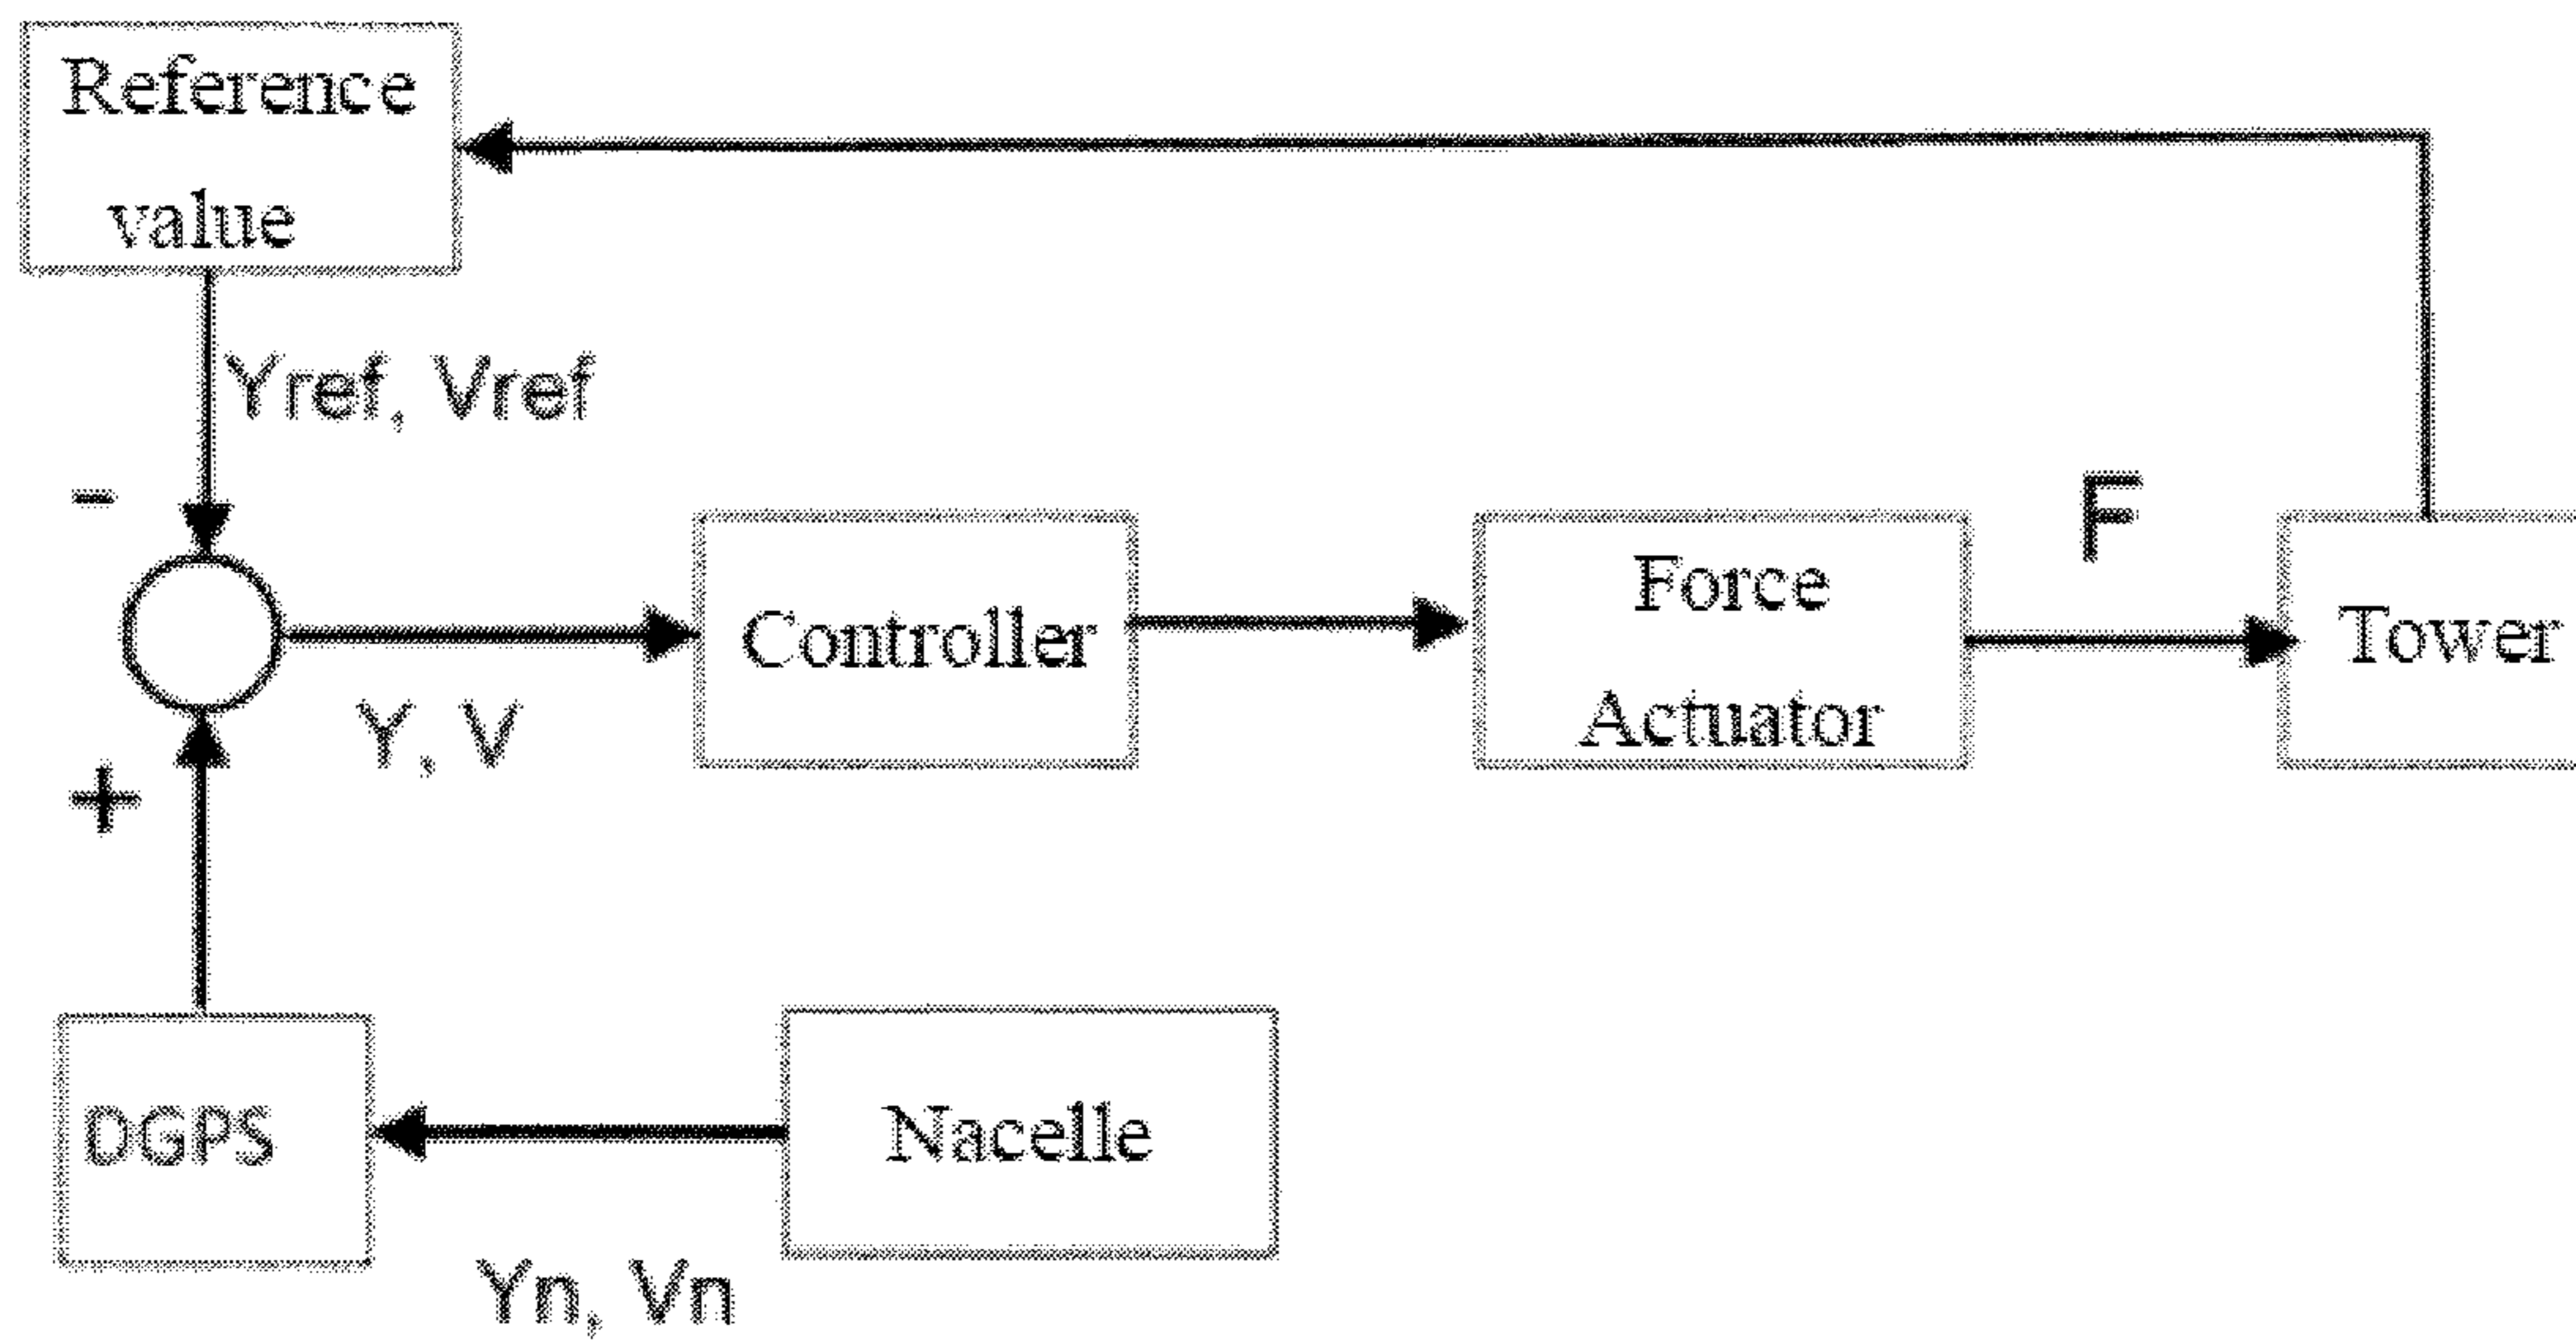 Reference
value
Yref, Vref
-
F
Controller
Force
Actuator
Tower
Y, V
+
DGPS
Nacelle
Yn, Vn